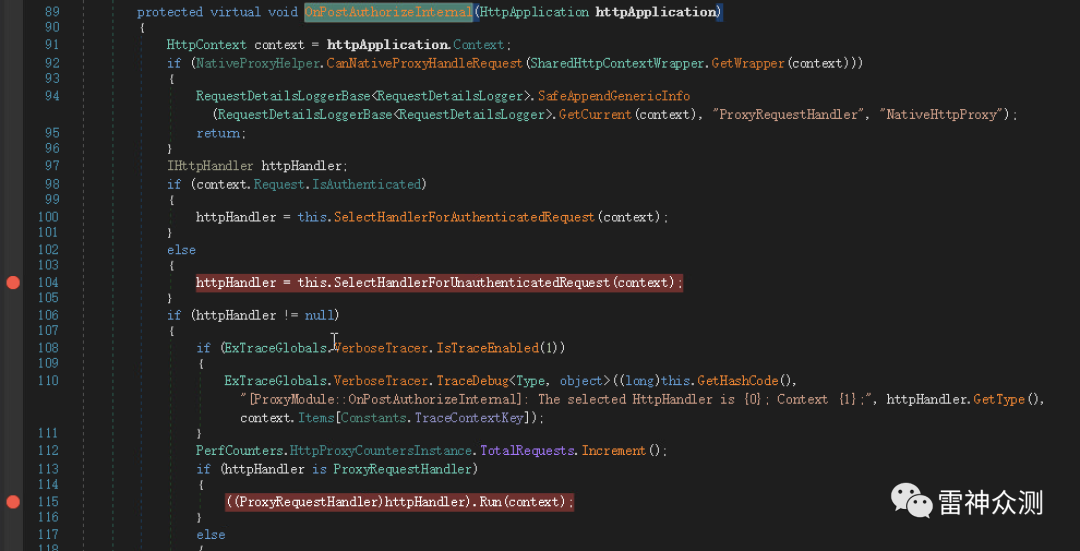 89 protected virtual void OnPostAuthorizeInternal(HttpApplication httpApplication)
90 {
91 HttpContext context = httpApplication.Context;
92 if (NativeProxyHelper.CanNativeProxyHandleRequest(SharedHttpContextWrapper.GetWrapper(context)))
93 {
94 RequestDetailsLoggerBase<RequestDetailsLogger>.SafeAppendGenericInfo
(RequestDetailsLoggerBase<RequestDetailsLogger>.GetCurrent(context), "ProxyRequestHandler", "NativeHttpProxy");
95 return;
96 }
97 IHttpHandler httpHandler;
98 if (context.Request.IsAuthenticated)
99 {
100 httpHandler = this.SelectHandlerForAuthenticatedRequest(context);
101 }
102 else
103 {
104 httpHandler = this.SelectHandlerForUnauthenticatedRequest(context);
105 }
106 if (httpHandler != null)
107 {
108 if (ExTraceGlobals.VerboseTracer.IsTraceEnabled(1))
109 {
110 ExTraceGlobals.VerboseTracer.TraceDebug<Type, object>((long)this.GetHashCode(),
"[ProxyModule::OnPostAuthorizeInternal]: The selected HttpHandler is {0}; Context {1};", httpHandler.GetType(),
context.Items[Constants.TraceContextKey]);
111 }
112 PerfCounters.HttpProxyCountersInstance.TotalRequests.Increment();
113 if (httpHandler is ProxyRequestHandler)
114 {
115 ((ProxyRequestHandler)httpHandler).Run(context);
116 }
117 else
118 {
雷神众测